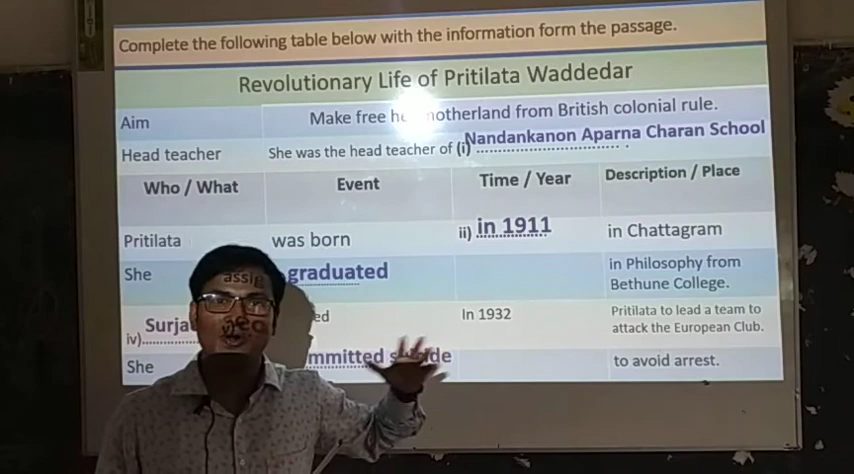 Complete the following table below with the information form the passage.
Revolutionary Life of Pritilata Waddedar
Aim Make free motherland from British colonial rule.
Head teacher She was the head teacher of (i) Nandankanon Aparna Charan School
Who / What Event Time / Year Description / Place
Pritilata was born ii) in 1911 in Chattagram
She graduated in Philosophy from
Bethune College.
iv) In 1932 Pritilata to lead a team to
attack the European Club.
She to avoid arrest.